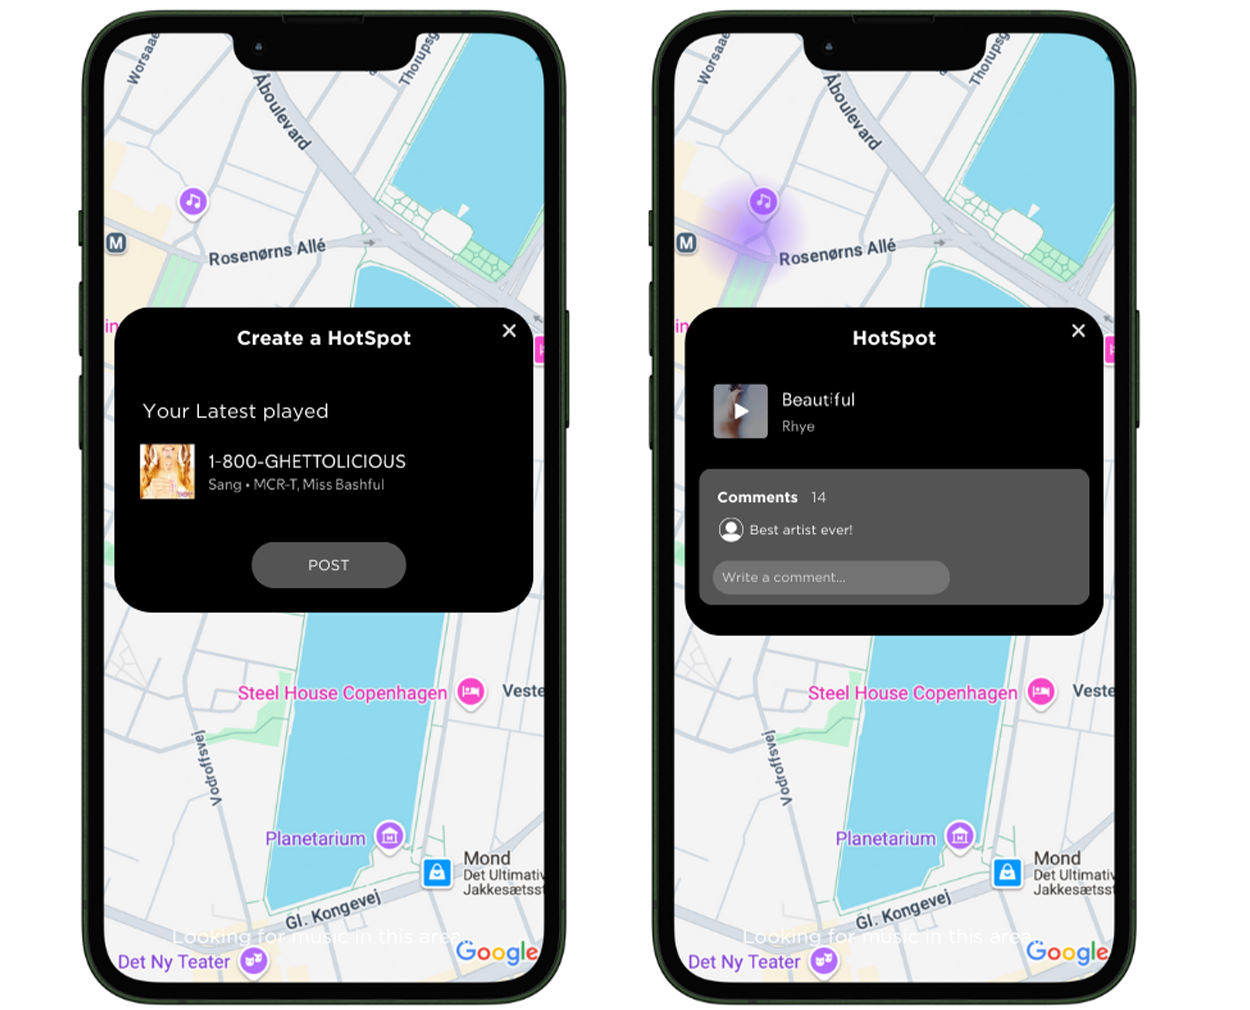 Worsaae
Åboulevard
Thorupsg
M
Rosenørns Allé
in
Create a HotSpot
Your Latest played
1-800-GHETTOLICIOUS
Sang • MCR-T, Miss Bashful
POST
Steel House Copenhagen
Veste
Vodroffsvej
Planetarium
Mond
Det Ultimativ
Jakkesætsst
Gl. Kongevej
Looking for music in this area
Det Ny Teater
Google
Worsaae
Åboulevard
Thorupsg
M
Rosenørns Allé
in
HotSpot
Beautiful
Rhye
Comments 14
Best artist ever!
Write a comment...
Steel House Copenhagen
Veste
Vodroffsvej
Planetarium
Mond
Det Ultimativ
Jakkesætsst
Gl. Kongevej
Looking for music in this area
Det Ny Teater
Google